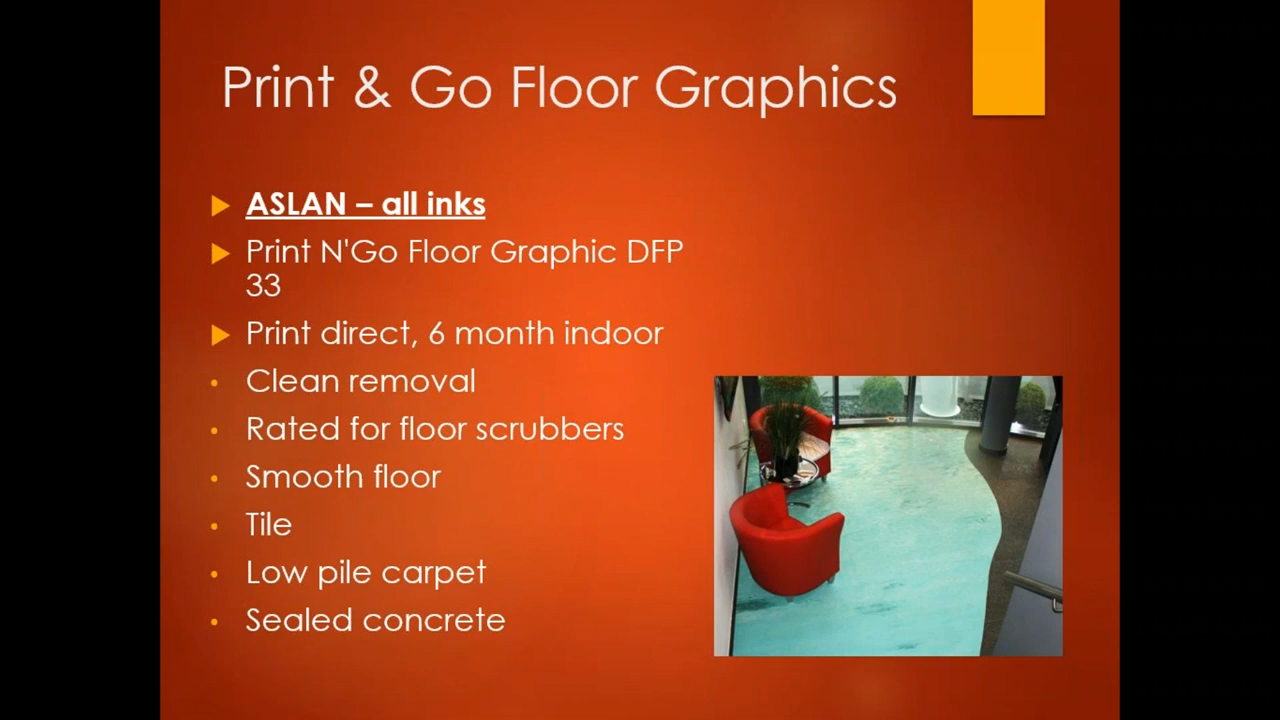 Print & Go Floor Graphics
ASLAN – all inks
Print N'Go Floor Graphic DFP
33
Print direct, 6 month indoor
Clean removal
Rated for floor scrubbers
Smooth floor
Tile
Low pile carpet
Sealed concrete